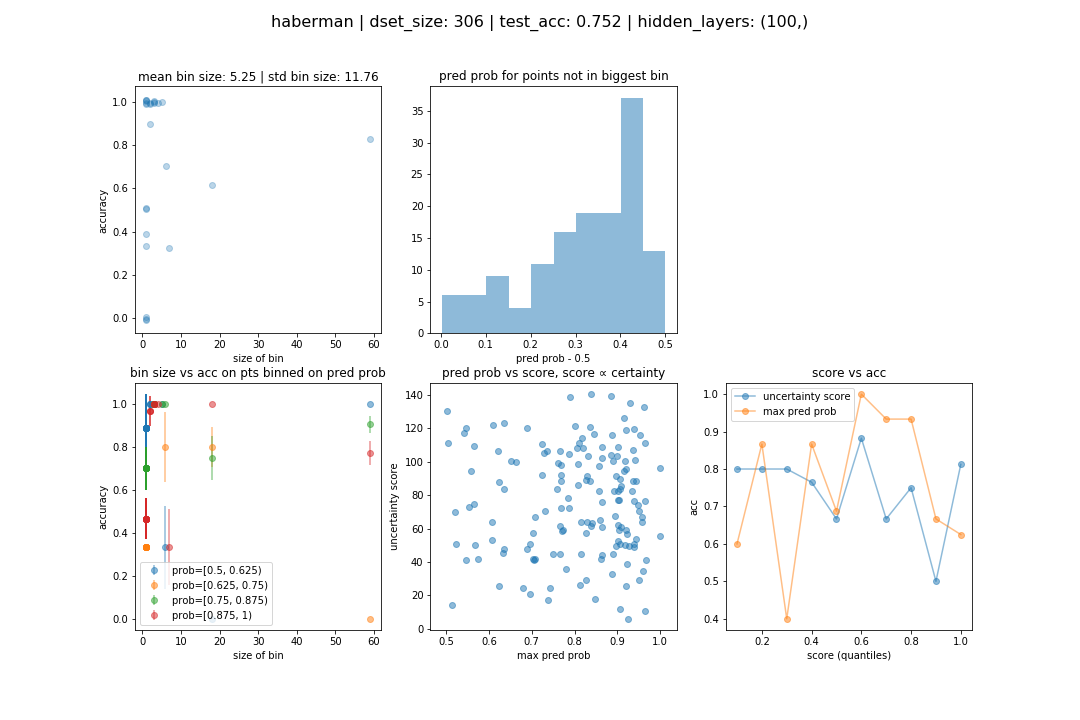 haberman | dset_size: 306 | test_acc: 0.752 | hidden_layers: (100,)
mean bin size: 5.25 | std bin size: 11.76
accuracy
1.0
0.8
0.6
0.4
0.2
0.0
0 10 20 30 40 50 60
size of bin
pred prob for points not in biggest bin
35
30
25
20
15
10
5
0
0.0 0.1 0.2 0.3 0.4 0.5
pred prob - 0.5
bin size vs acc on pts binned on pred prob
accuracy
1.0
0.8
0.6
0.4
0.2
0.0
prob=[0.5, 0.625)
prob=[0.625, 0.75)
prob=[0.75, 0.875)
prob=[0.875, 1)
0 10 20 30 40 50 60
size of bin
pred prob vs score, score ∝ certainty
uncertainty score
140
120
100
80
60
40
20
0
0.5 0.6 0.7 0.8 0.9 1.0
max pred prob
score vs acc
acc
1.0
0.9
0.8
0.7
0.6
0.5
0.4
uncertainty score
max pred prob
0.2 0.4 0.6 0.8 1.0
score (quantiles)